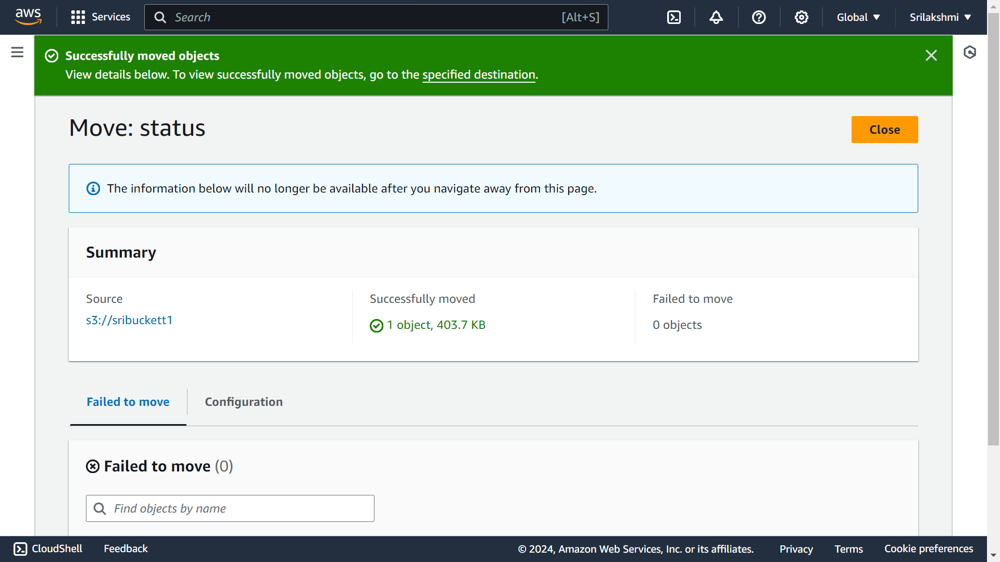 aws
Services
Search
[Alt+S]
Global
Srilakshmi
Successfully moved objects
View details below. To view successfully moved objects, go to the specified destination.
Move: status
Close
The information below will no longer be available after you navigate away from this page.
Summary
Source
s3://sribuckett1
Successfully moved
1 object, 403.7 KB
Failed to move
0 objects
Failed to move
Configuration
Failed to move (0)
Find objects by name
CloudShell
Feedback
© 2024, Amazon Web Services, Inc. or its affiliates.
Privacy
Terms
Cookie preferences